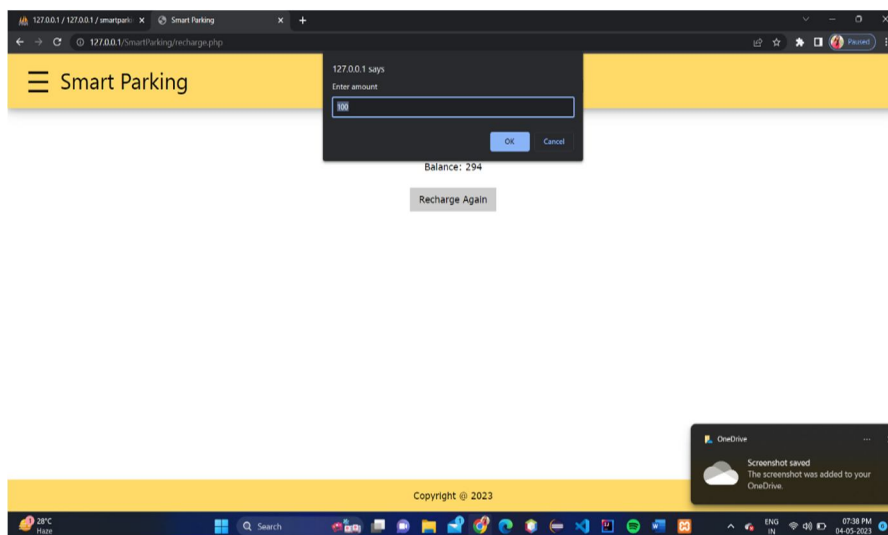 127.0.0.1 / 127.0.0.1 / smartparki
Smart Parking
127.0.0.1/SmartParking/recharge.php
Paused
Smart Parking
127.0.0.1 says
Enter amount
100
OK
Cancel
Balance: 294
Recharge Again
OneDrive
Screenshot saved
The screenshot was added to your
OneDrive.
Copyright @ 2023
28°C
Haze
Search
ENG
IN
07:38 PM
04-05-2023